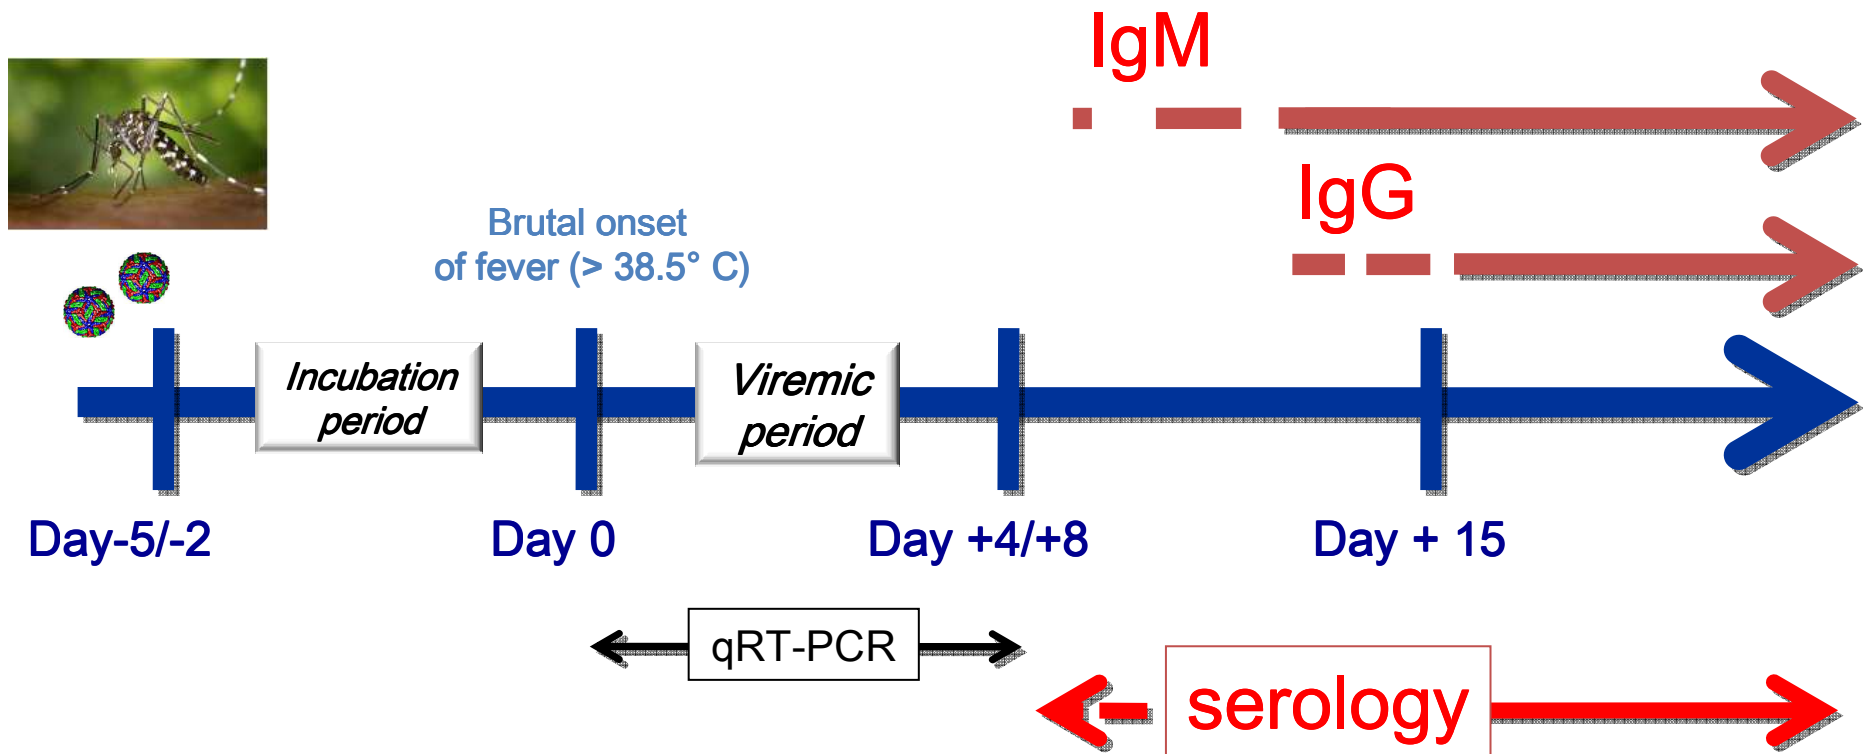 IgM
IgG
Brutal onset
of fever (> 38.5° C)
Incubation
period
Viremic
period
Day-5/-2
Day 0
Day +4/+8
Day + 15
qRT-PCR
serology